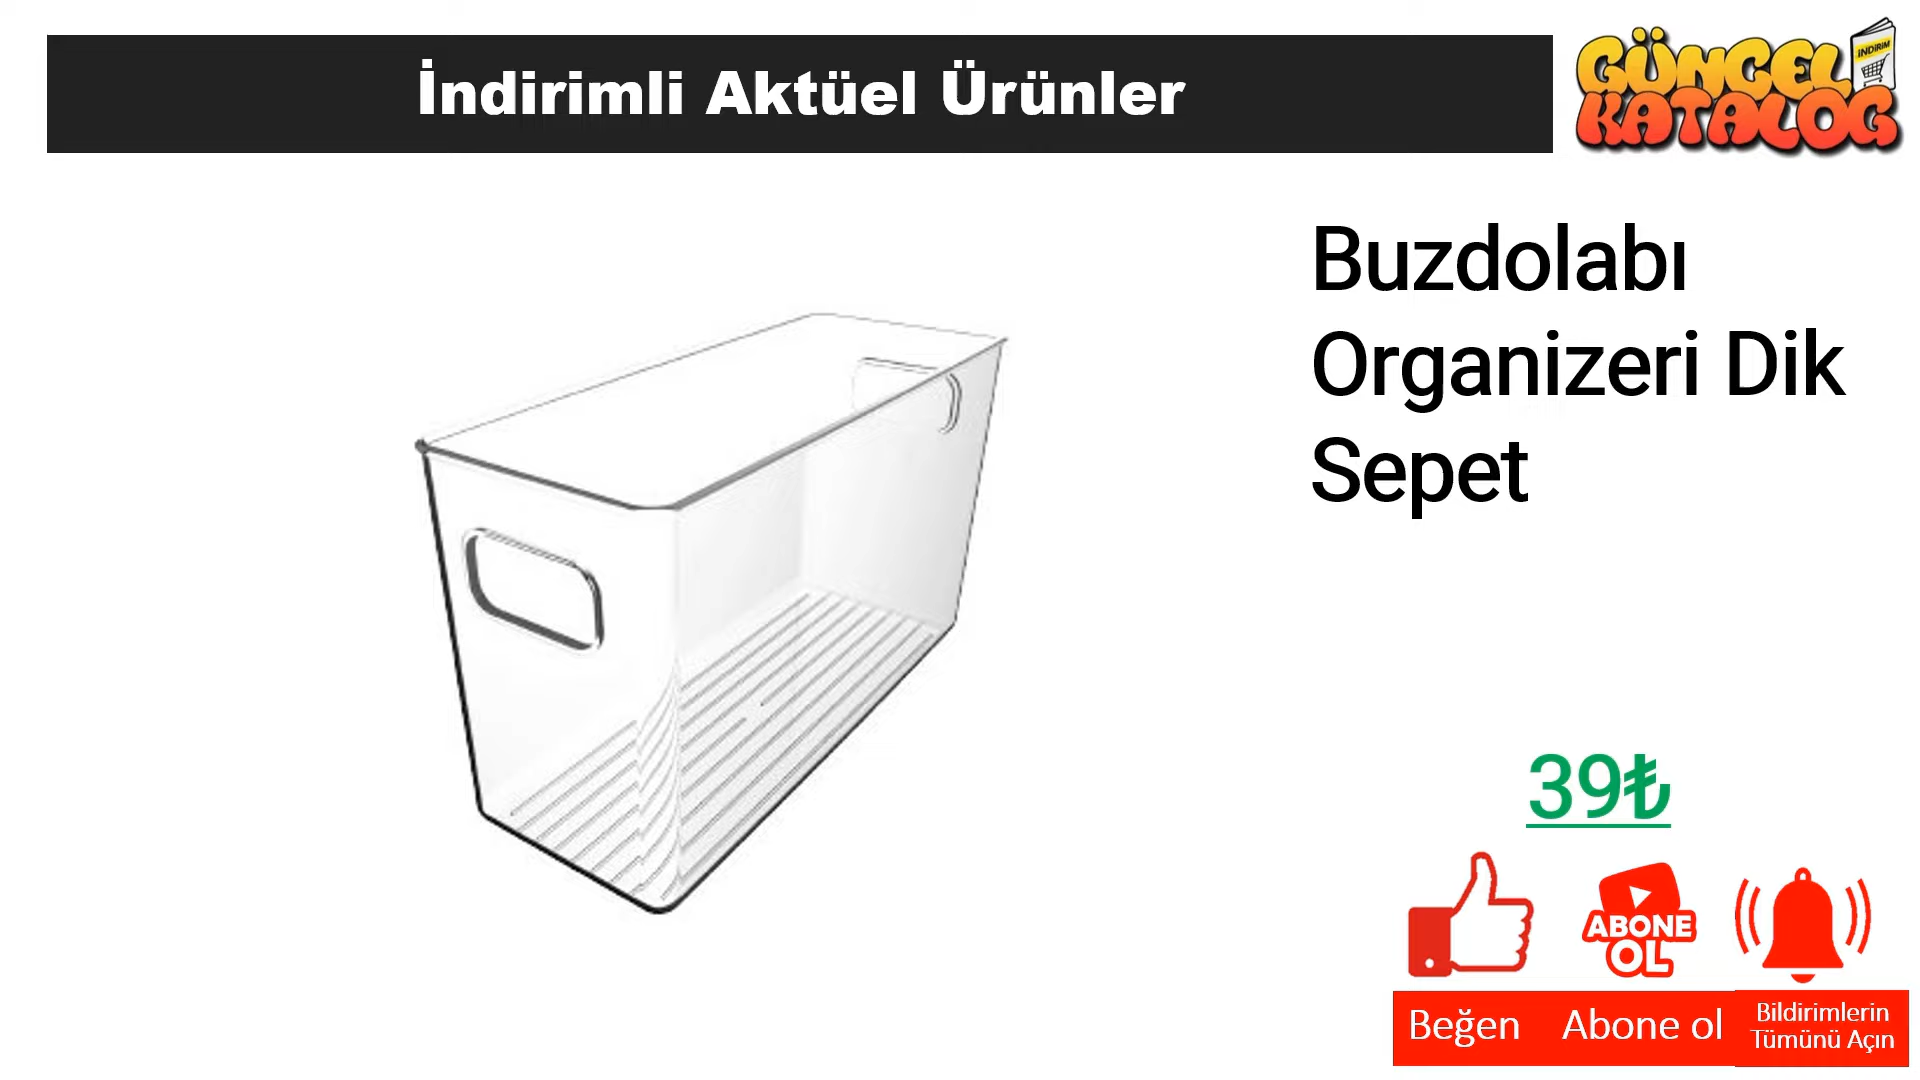 İndirimli Aktüel Ürünler
GÜNCEL
İNDİRİM
KATALOG
Buzdolabı
Organizeri Dik
Sepet
39₺
ABONE
OL
Beğen
Abone ol
Bildirimlerin
Tümünü Açın